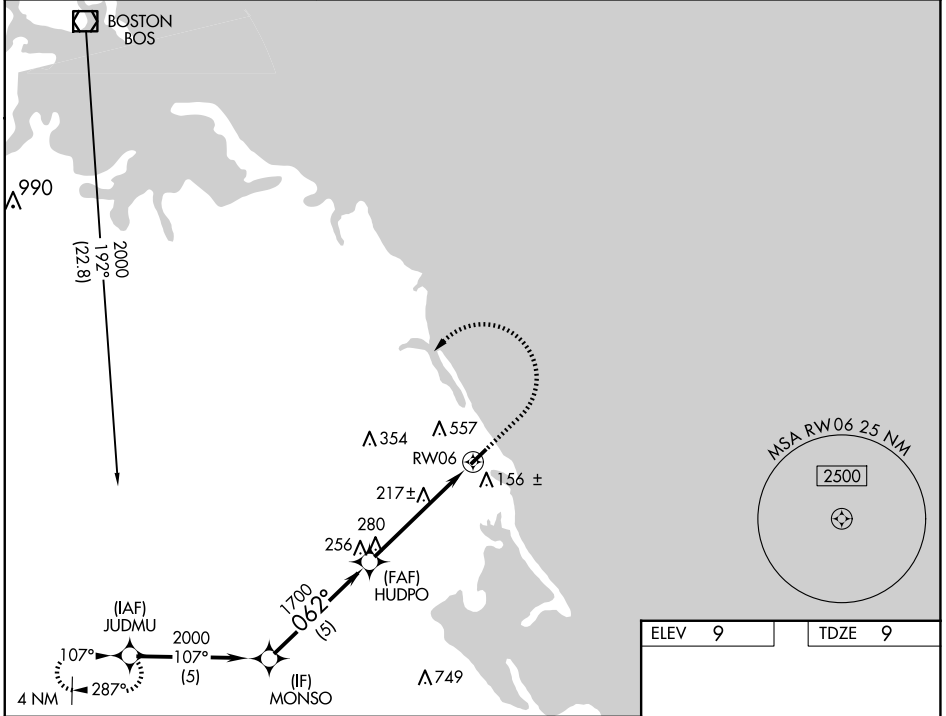 BOSTON
BOS
990
2000
192°
(22.8)
354
557
RW06
156 ±
217±
280
256
(FAF)
HUDPO
1700
062°
(5)
(IAF)
JUDMU
2000
107°
(5)
107°
287°
4 NM
(IF)
MONSO
749
MSA RW06 25 NM
2500
ELEV 9
TDZE 9